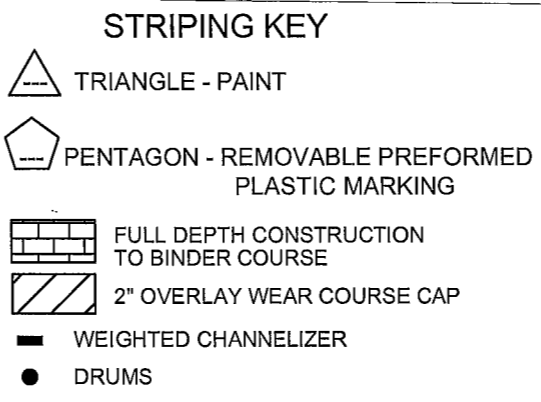 STRIPING KEY
--- TRIANGLE - PAINT
--- PENTAGON - REMOVABLE PREFORMED
PLASTIC MARKING
FULL DEPTH CONSTRUCTION
TO BINDER COURSE
2" OVERLAY WEAR COURSE CAP
WEIGHTED CHANNELIZER
DRUMS